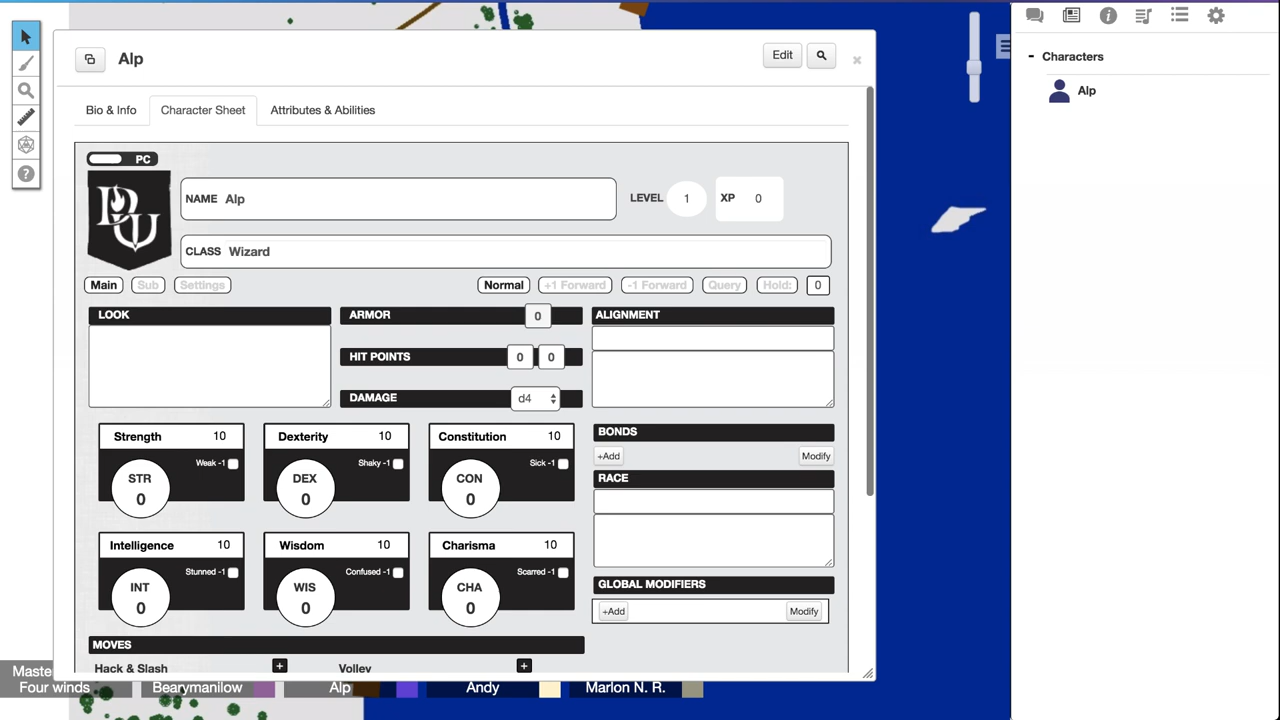 Alp
Edit
Characters
Alp
Bio & Info
Character Sheet
Attributes & Abilities
PC
DW
NAME Alp
LEVEL 1
XP 0
CLASS Wizard
Main
Sub
Settings
Normal
+1 Forward
-1 Forward
Query
Hold:
0
LOOK
ARMOR 0
ALIGNMENT
HIT POINTS 0 0
DAMAGE d4
Strength 10
Weak -1
STR
0
Dexterity 10
Shaky -1
DEX
0
Constitution 10
Sick -1
CON
0
BONDS
+Add
Modify
RACE
Intelligence 10
Stunned -1
INT
0
Wisdom 10
Confused -1
WIS
0
Charisma 10
Scarred -1
CHA
0
GLOBAL MODIFIERS
+Add
Modify
MOVES
Hack & Slash
Volley
Master
Four winds
Bearymanilow
Alp
Andy
Marlon N. R.